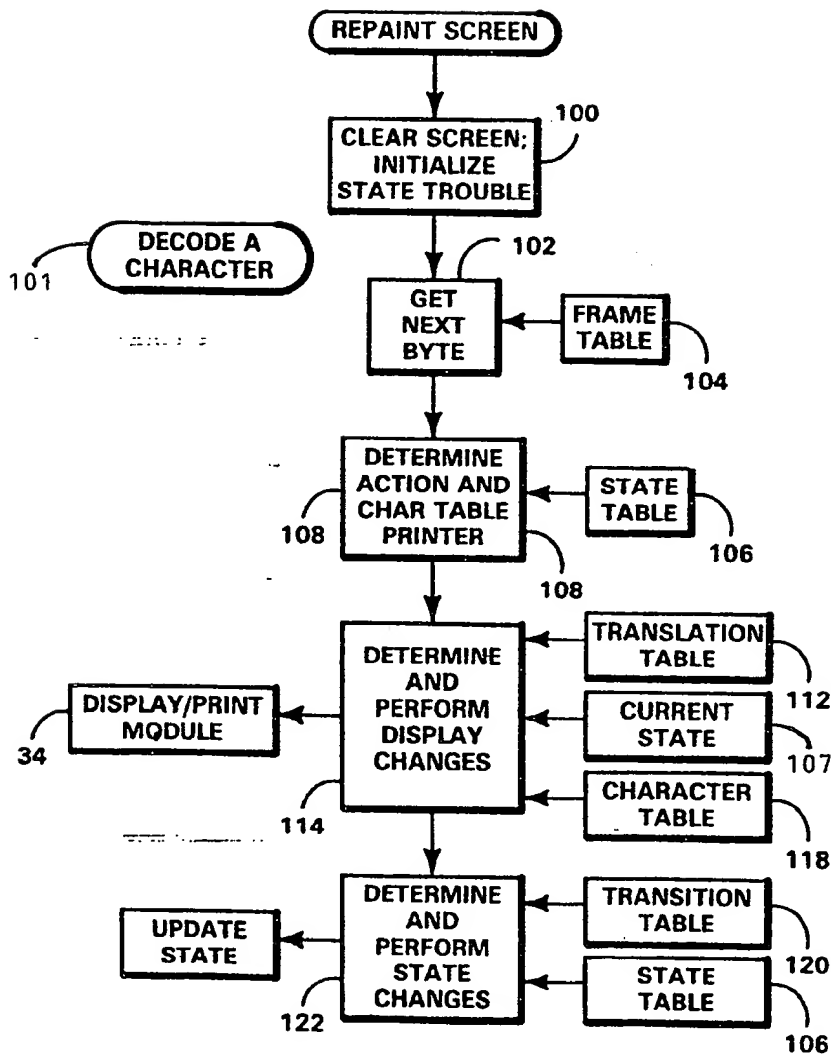 REPAINT SCREEN
CLEAR SCREEN;
INITIALIZE
STATE TROUBLE
100
DECODE A
CHARACTER
101
102
GET
NEXT
BYTE
FRAME
TABLE
104
DETERMINE
ACTION AND
CHAR TABLE
PRINTER
108
108
STATE
TABLE
106
DETERMINE
AND
PERFORM
DISPLAY
CHANGES
114
DISPLAY/PRINT
MODULE
34
TRANSLATION
TABLE
112
CURRENT
STATE
107
CHARACTER
TABLE
118
DETERMINE
AND
PERFORM
STATE
CHANGES
122
UPDATE
STATE
TRANSITION
TABLE
120
STATE
TABLE
106